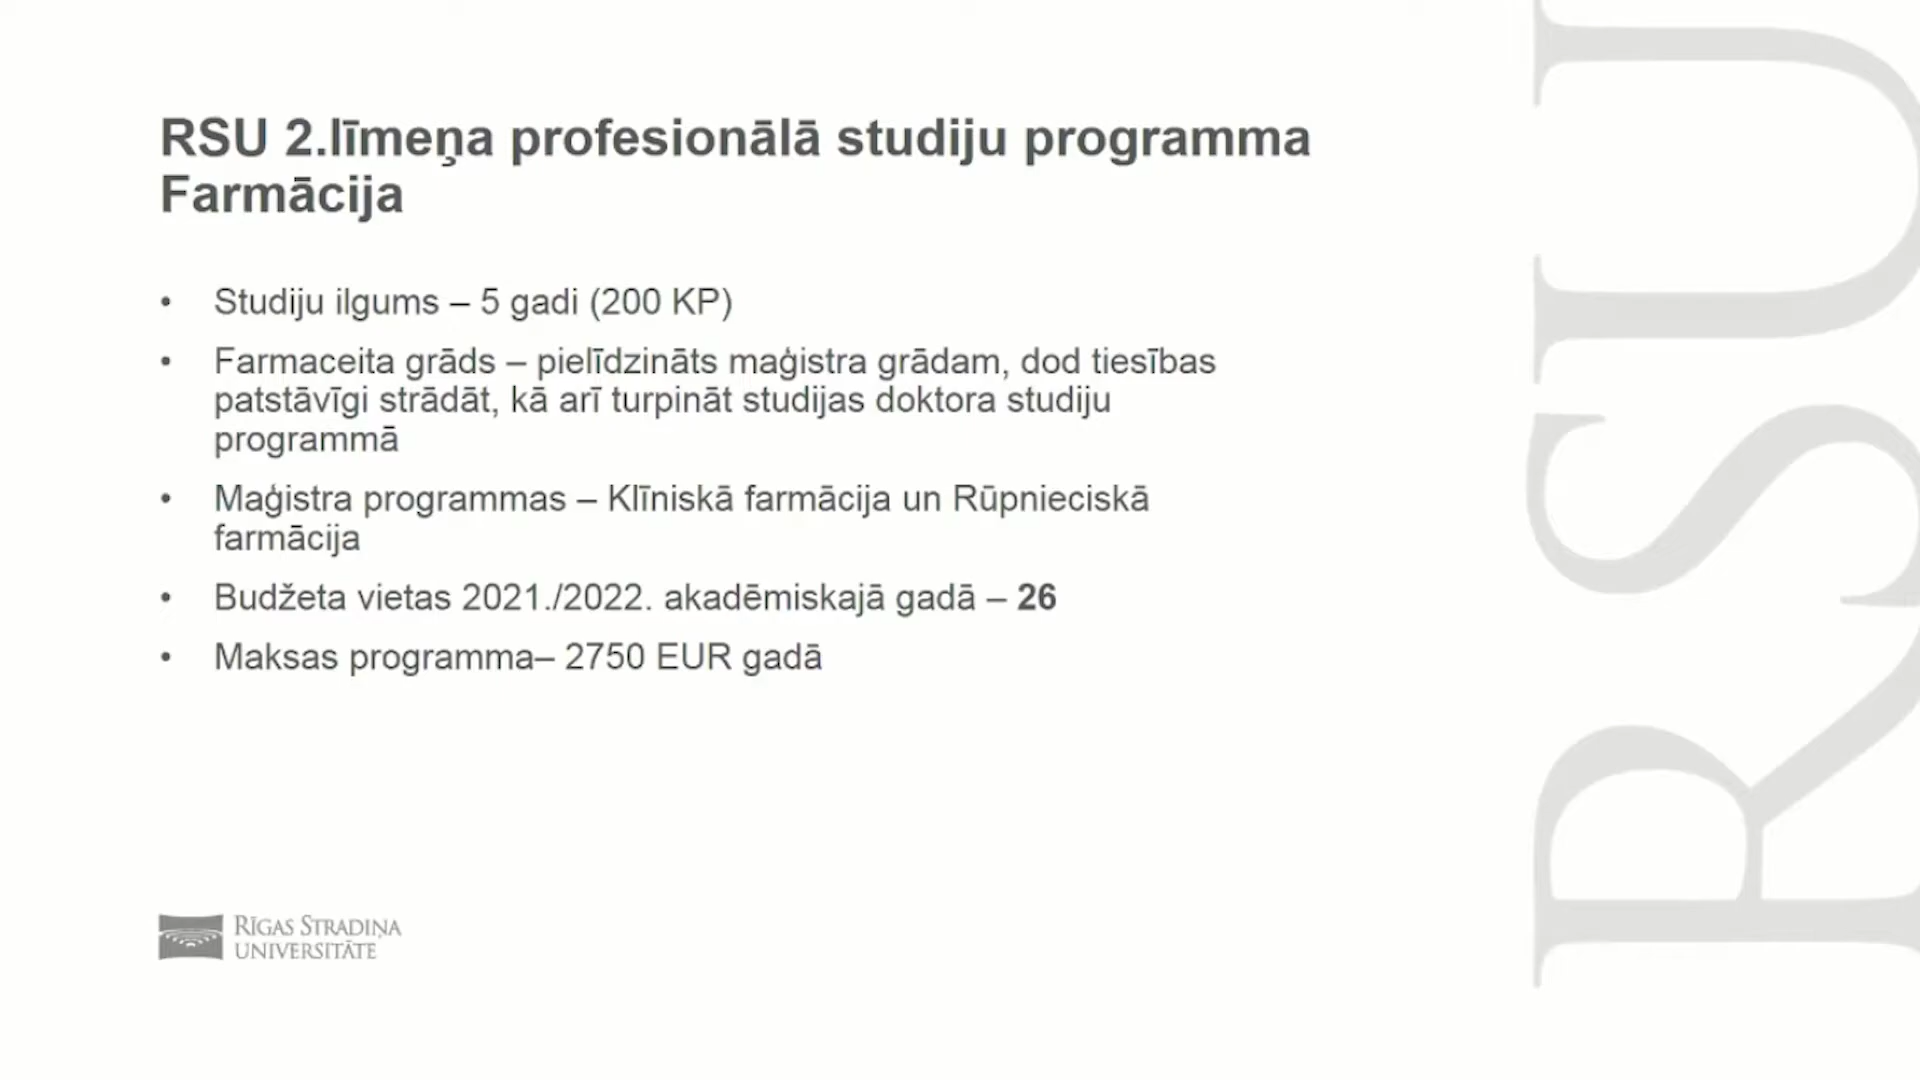 RSU 2.līmeņa profesionālā studiju programma
Farmācija
• Studiju ilgums – 5 gadi (200 KP)
• Farmaceita grāds – pielīdzināts maģistra grādam, dod tiesības
patstāvīgi strādāt, kā arī turpināt studijas doktora studiju
programmā
• Maģistra programmas – Klīniskā farmācija un Rūpnieciskā
farmācija
• Budžeta vietas 2021./2022. akadēmiskajā gadā – 26
• Maksas programma– 2750 EUR gadā
RĪGAS STRADIŅA
UNIVERSITĀTE
RSU